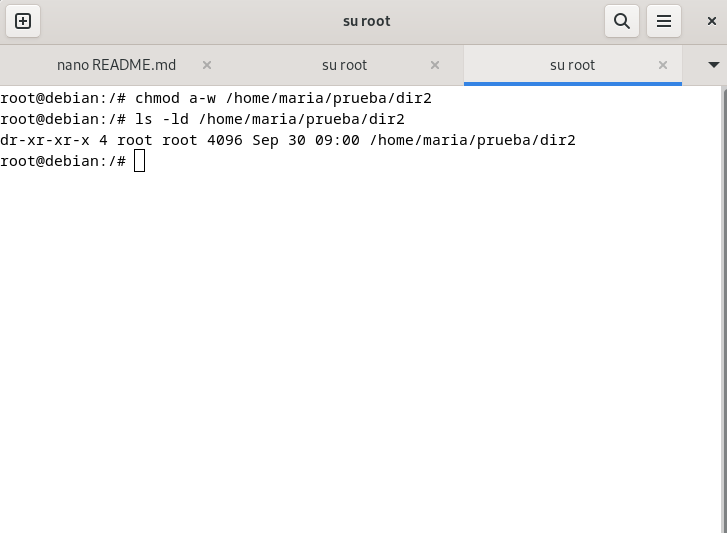 su root
nano README.md su root su root
root@debian:/# chmod a-w /home/maria/prueba/dir2
root@debian:/# ls -ld /home/maria/prueba/dir2
dr-xr-xr-x 4 root root 4096 Sep 30 09:00 /home/maria/prueba/dir2
root@debian:/#